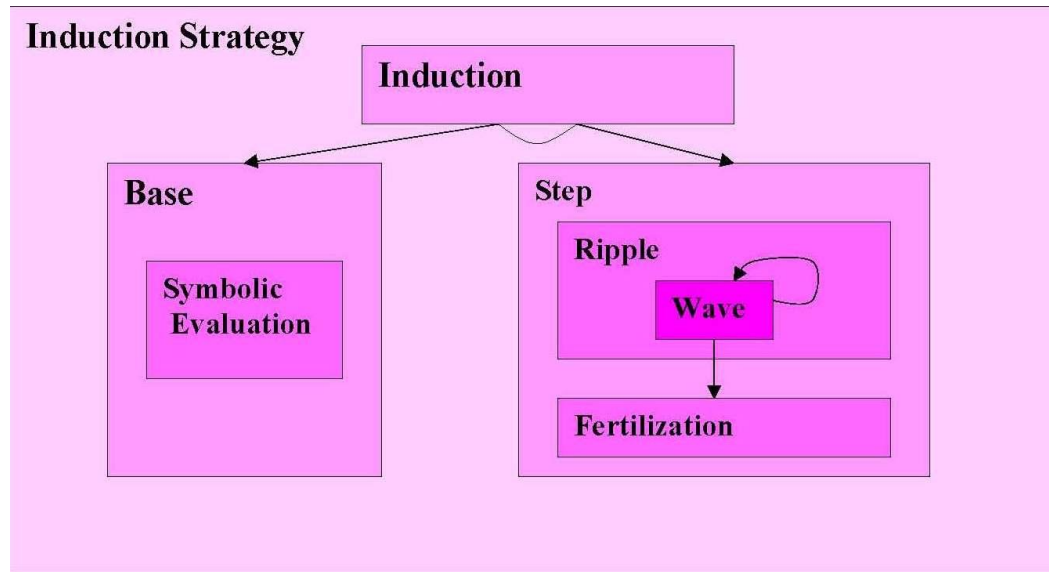 Induction Strategy
Induction
Base
Symbolic
Evaluation
Step
Ripple
Wave
Fertilization